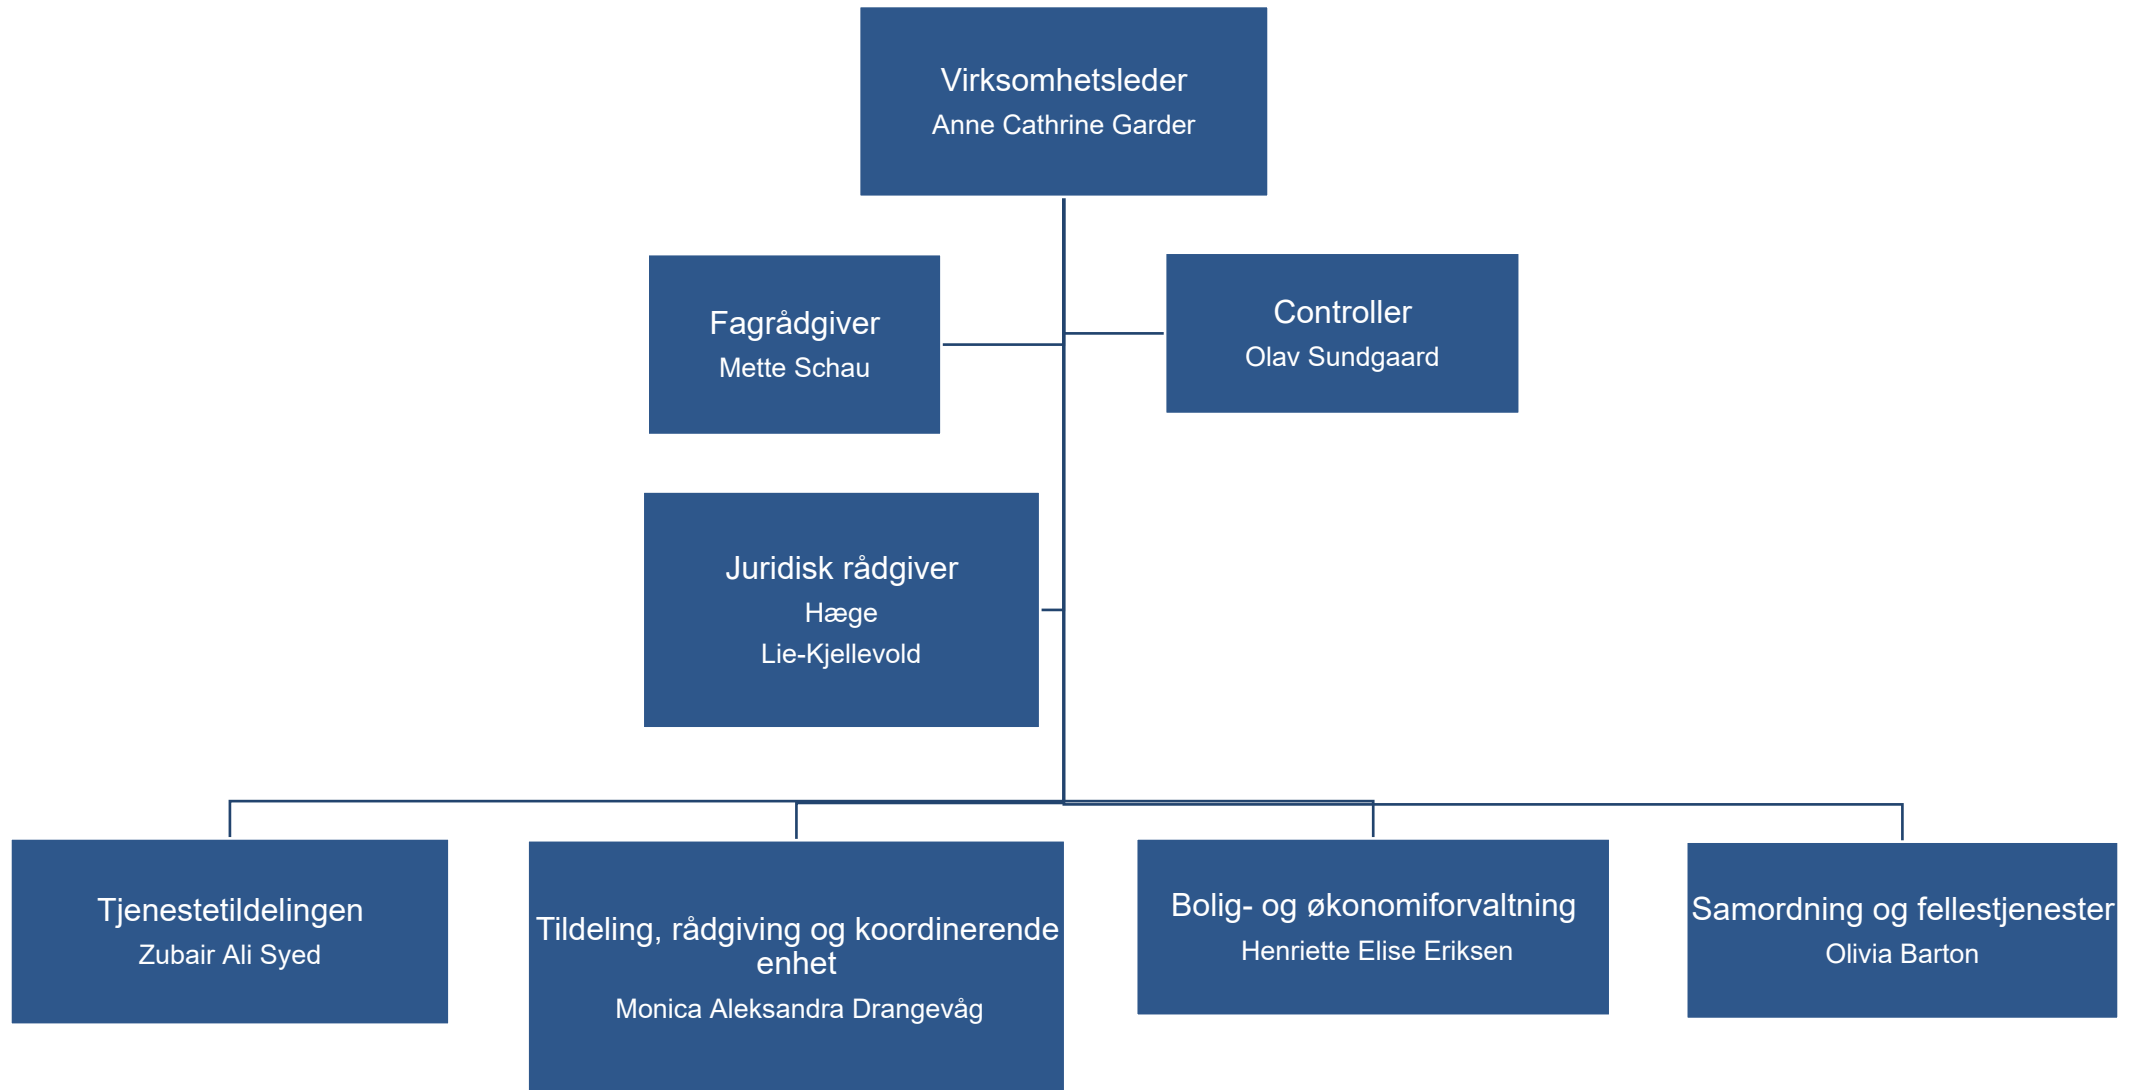 Virksomhetsleder
Anne Cathrine Garder
Fagrådgiver
Mette Schau
Controller
Olav Sundgaard
Juridisk rådgiver
Hæge
Lie-Kjellevold
Tjenestetildelingen
Zubair Ali Syed
Tildeling, rådgiving og koordinerende
enhet
Monica Aleksandra Drangevåg
Bolig- og økonomiforvaltning
Henriette Elise Eriksen
Samordning og fellestjenester
Olivia Barton